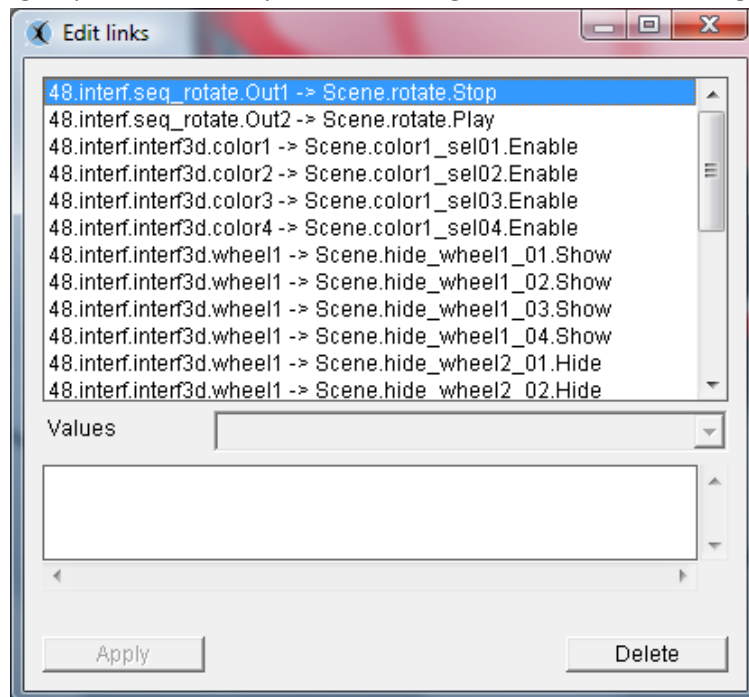 Edit links
48.interf.seq_rotate.Out1 -> Scene.rotate.Stop
48.interf.seq_rotate.Out2 -> Scene.rotate.Play
48.interf.interf3d.color1 -> Scene.color1_sel01.Enable
48.interf.interf3d.color2 -> Scene.color1_sel02.Enable
48.interf.interf3d.color3 -> Scene.color1_sel03.Enable
48.interf.interf3d.color4 -> Scene.color1_sel04.Enable
48.interf.interf3d.wheel1 -> Scene.hide_wheel1_01.Show
48.interf.interf3d.wheel1 -> Scene.hide_wheel1_02.Show
48.interf.interf3d.wheel1 -> Scene.hide_wheel1_03.Show
48.interf.interf3d.wheel1 -> Scene.hide_wheel1_04.Show
48.interf.interf3d.wheel1 -> Scene.hide_wheel2_01.Hide
48.interf.interf3d.wheel1 -> Scene.hide_wheel2_02.Hide
Values
Apply
Delete